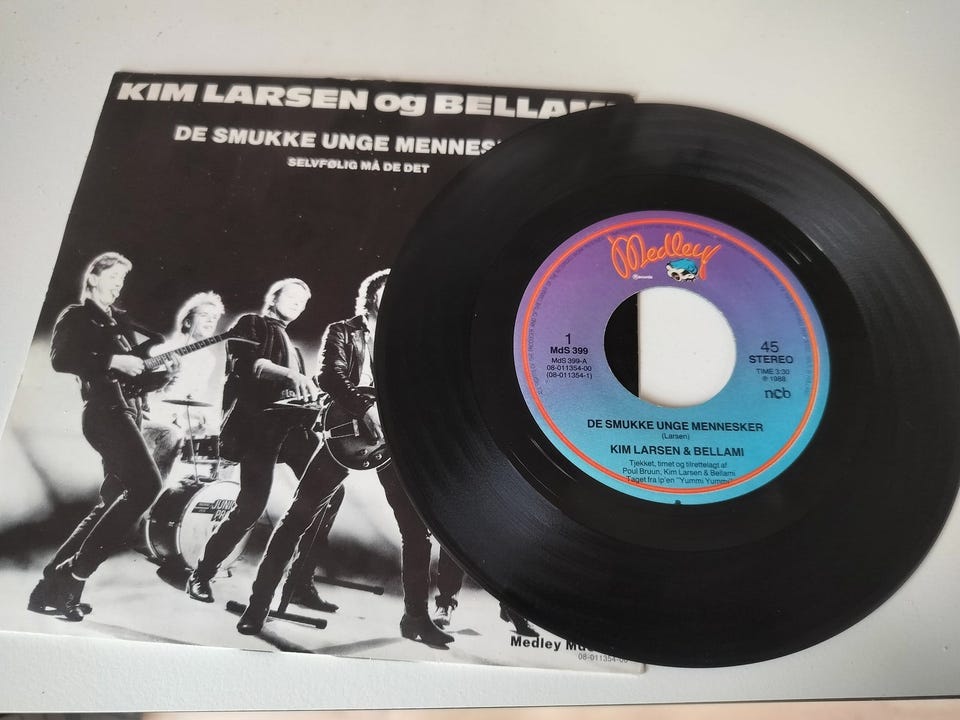 KIM LARSEN og BELLAMI
DE SMUKKE UNGE MENNES
SELVFØLIG MÅ DE DET
JUNI
PA
Medley
08-011354-00
Medley
Records
1
MdS 399
MdS 399-A
08-011354-00
(08-011354-1)
45
STEREO
TIME 3:30
℗ 1988
ncb
DE SMUKKE UNGE MENNESKER
(Larsen)
KIM LARSEN & BELLAMI
Tjekket, timet og tilrettelagt af
Poul Bruun, Kim Larsen & Bellami.
Taget fra lp'en "Yummi Yummi"